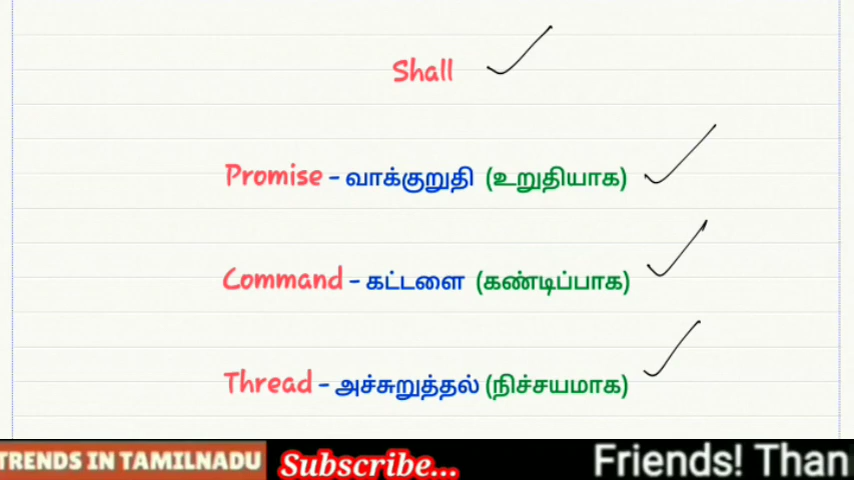 Shall
Promise - வாக்குறுதி (உறுதியாக)
Command - கட்டளை (கண்டிப்பாக)
Thread - அச்சுறுத்தல் (நிச்சயமாக)
TRENDS IN TAMILNADU Subscribe... Friends! Than